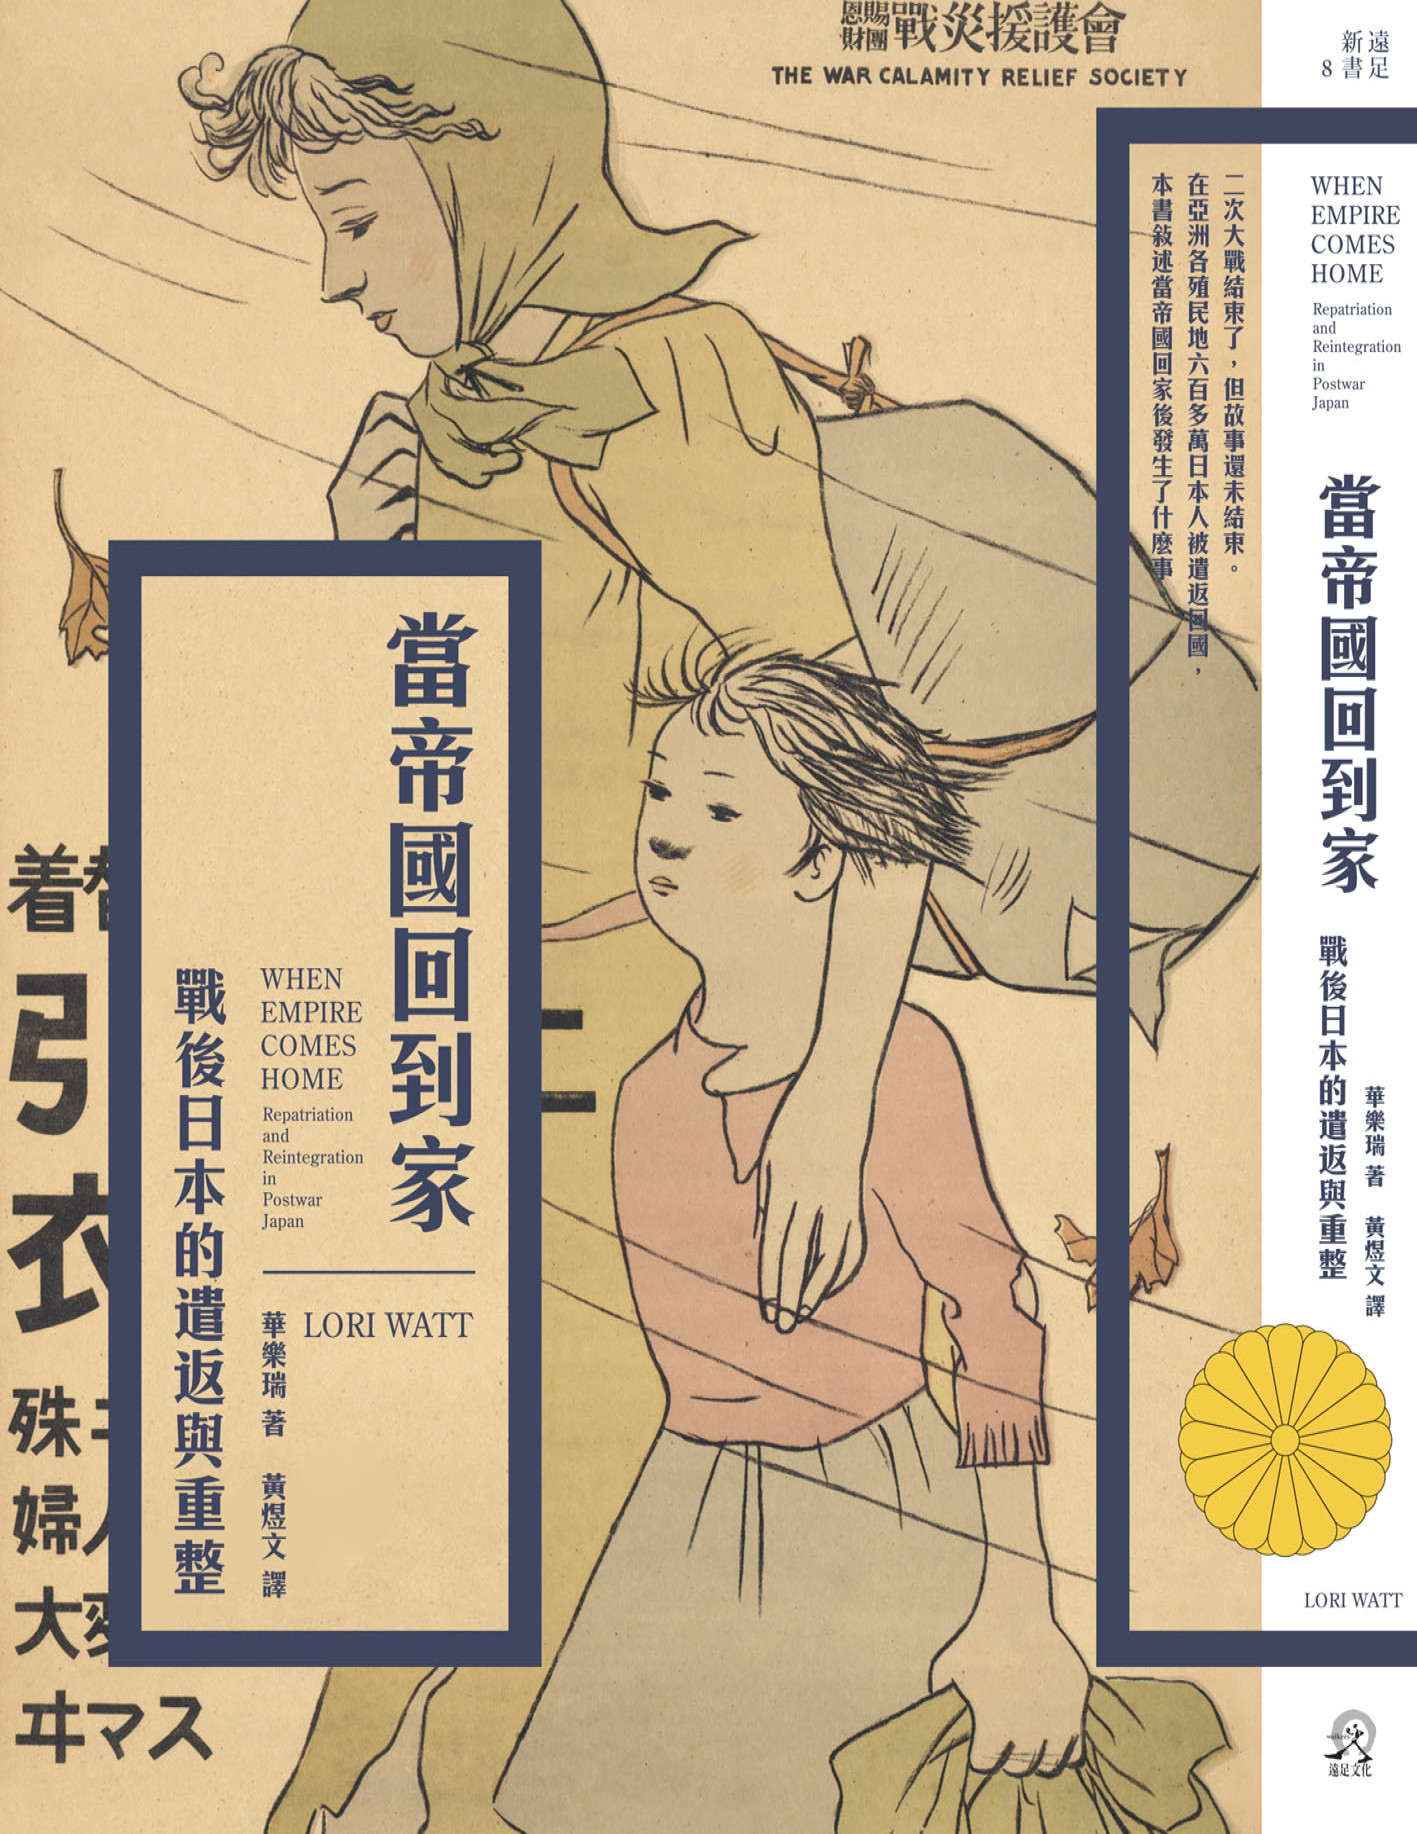 恩賜
財團
戰災援護會
THE WAR CALAMITY RELIEF SOCIETY
當帝國回到家
WHEN
EMPIRE
COMES
HOME
Repatriation
and
Reintegration
in
Postwar
Japan
戰後日本的遣返與重整
LORI WATT
華樂瑞 著 黃煜文 譯
着
引
衣
殊
婦人
大
ヰマス
二次大戰結束了，但故事還未結束。
在亞洲各殖民地六百多萬日本人被遣返回國，
本書敍述當帝國回家後發生了什麼事。
遠足
新書
8
WHEN
EMPIRE
COMES
HOME
Repatriation
and
Reintegration
in
Postwar
Japan
當帝國回到家
戰後日本的遣返與重整
華樂瑞 著 黃煜文 譯
LORI WATT
walkers
遠足文化